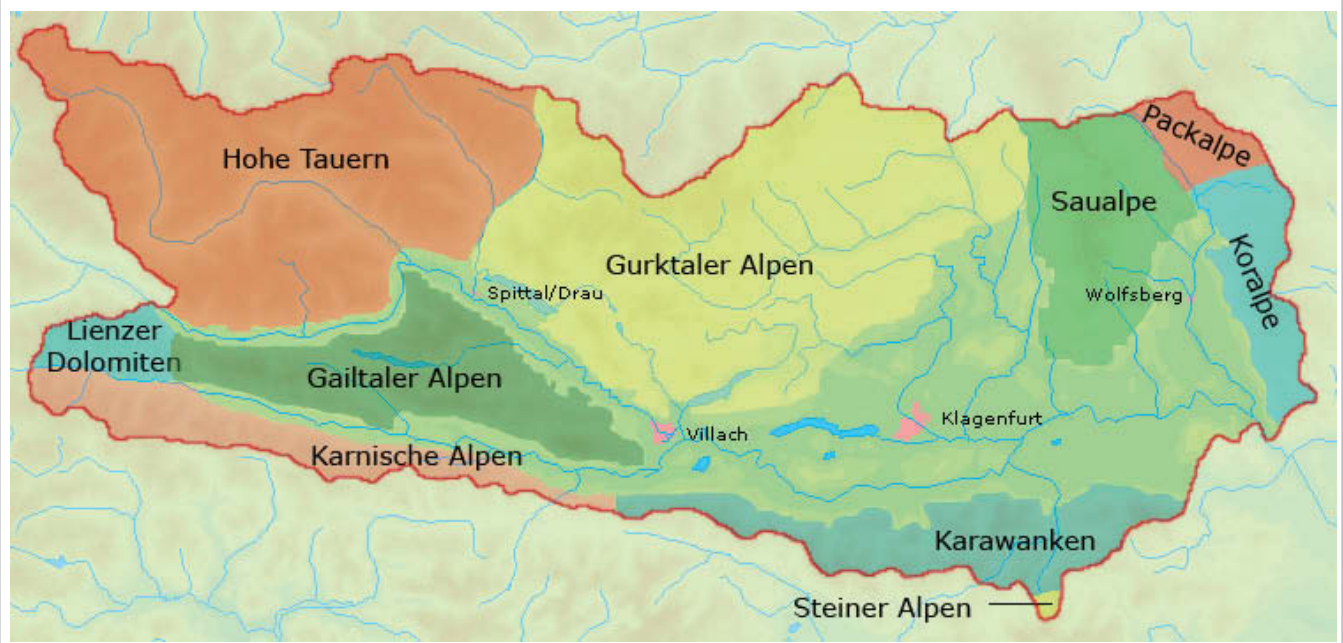 Hohe Tauern
Packalpe
Saualpe
Koralpe
Gurktaler Alpen
Spittal/Drau
Wolfsberg
Lienzer
Dolomiten
Gailtaler Alpen
Klagenfurt
Villach
Karnische Alpen
Karawanken
Steiner Alpen